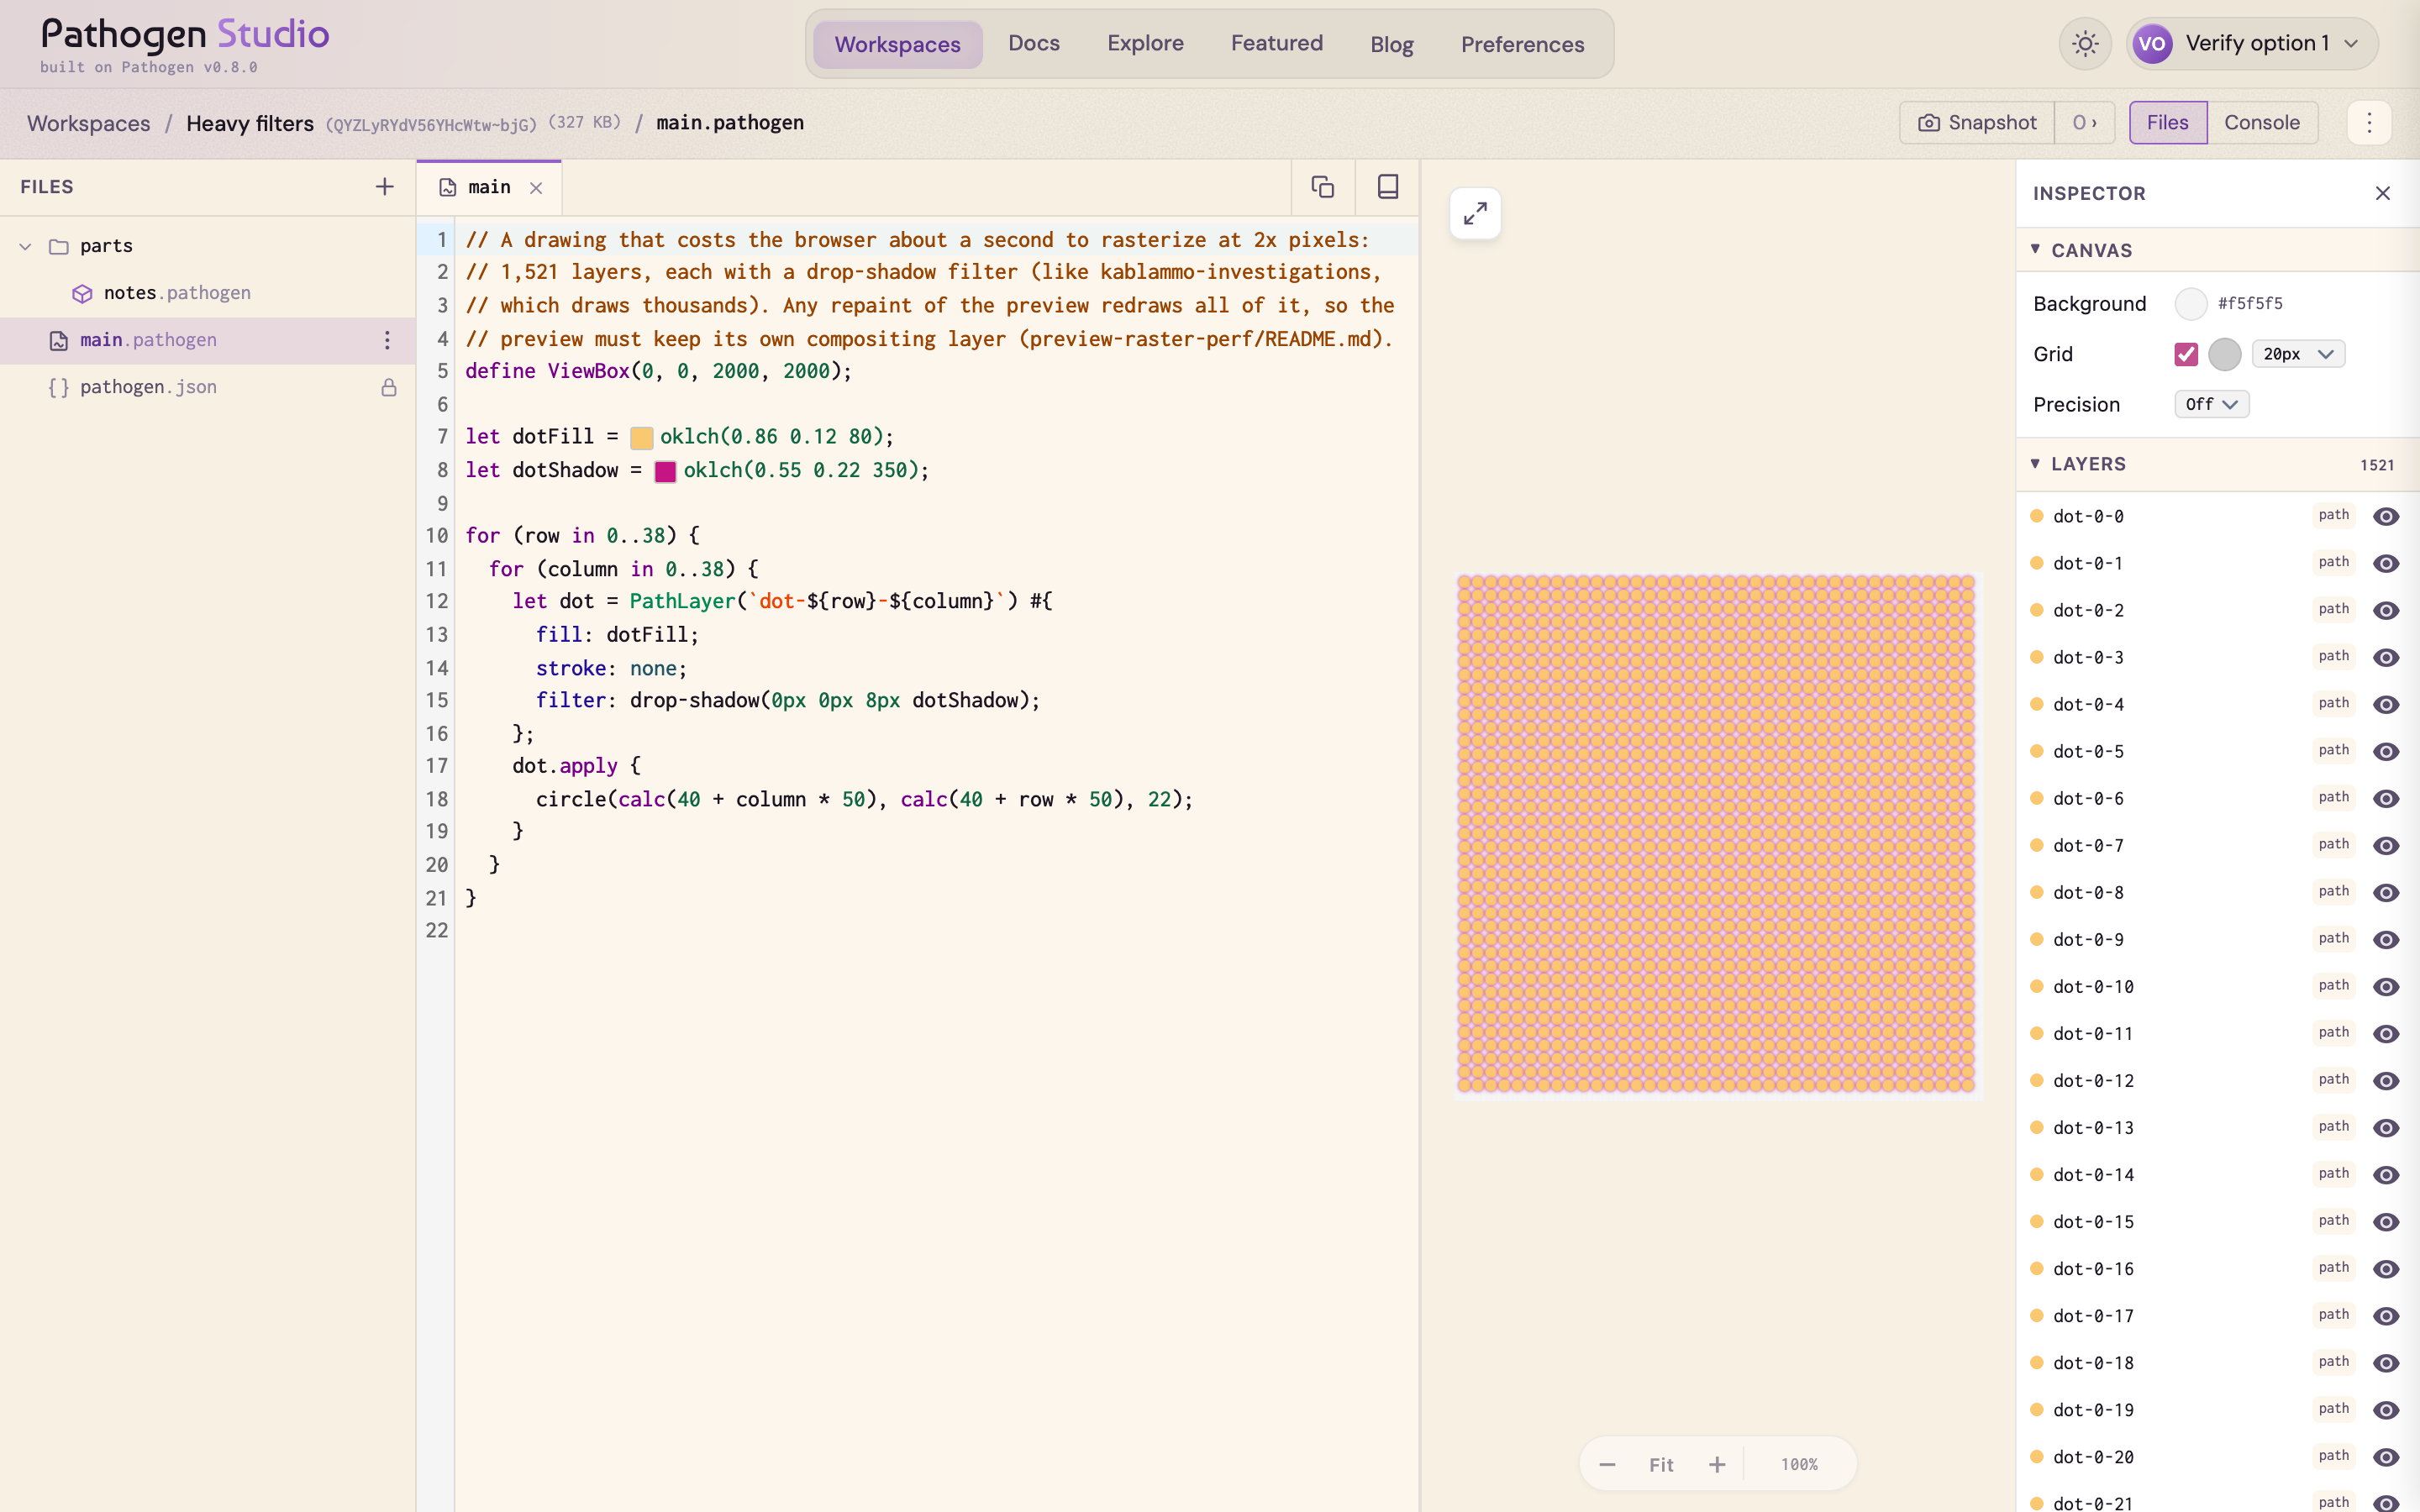 Pathogen Studio
built on Pathogen v0.8.0
Workspaces
Docs
Explore
Featured
Blog
Preferences
VO
Verify option 1
Workspaces / Heavy filters (QYZLyRYdV56YHcWtw~bjG) (327 KB) / main.pathogen
Snapshot
0 ›
Files
Console
FILES
parts
notes.pathogen
main.pathogen
{ } pathogen.json
main
1 // A drawing that costs the browser about a second to rasterize at 2x pixels:
2 // 1,521 layers, each with a drop-shadow filter (like kablammo-investigations,
3 // which draws thousands). Any repaint of the preview redraws all of it, so the
4 // preview must keep its own compositing layer (preview-raster-perf/README.md).
5 define ViewBox(0, 0, 2000, 2000);
6
7 let dotFill = oklch(0.86 0.12 80);
8 let dotShadow = oklch(0.55 0.22 350);
9
10 for (row in 0..38) {
11 for (column in 0..38) {
12 let dot = PathLayer(`dot-${row}-${column}`) #{
13 fill: dotFill;
14 stroke: none;
15 filter: drop-shadow(0px 0px 8px dotShadow);
16 };
17 dot.apply {
18 circle(calc(40 + column * 50), calc(40 + row * 50), 22);
19 }
20 }
21 }
22
Fit
100%
INSPECTOR
CANVAS
Background #f5f5f5
Grid 20px
Precision Off
LAYERS 1521
dot-0-0 path
dot-0-1 path
dot-0-2 path
dot-0-3 path
dot-0-4 path
dot-0-5 path
dot-0-6 path
dot-0-7 path
dot-0-8 path
dot-0-9 path
dot-0-10 path
dot-0-11 path
dot-0-12 path
dot-0-13 path
dot-0-14 path
dot-0-15 path
dot-0-16 path
dot-0-17 path
dot-0-18 path
dot-0-19 path
dot-0-20 path
dot-0-21 path